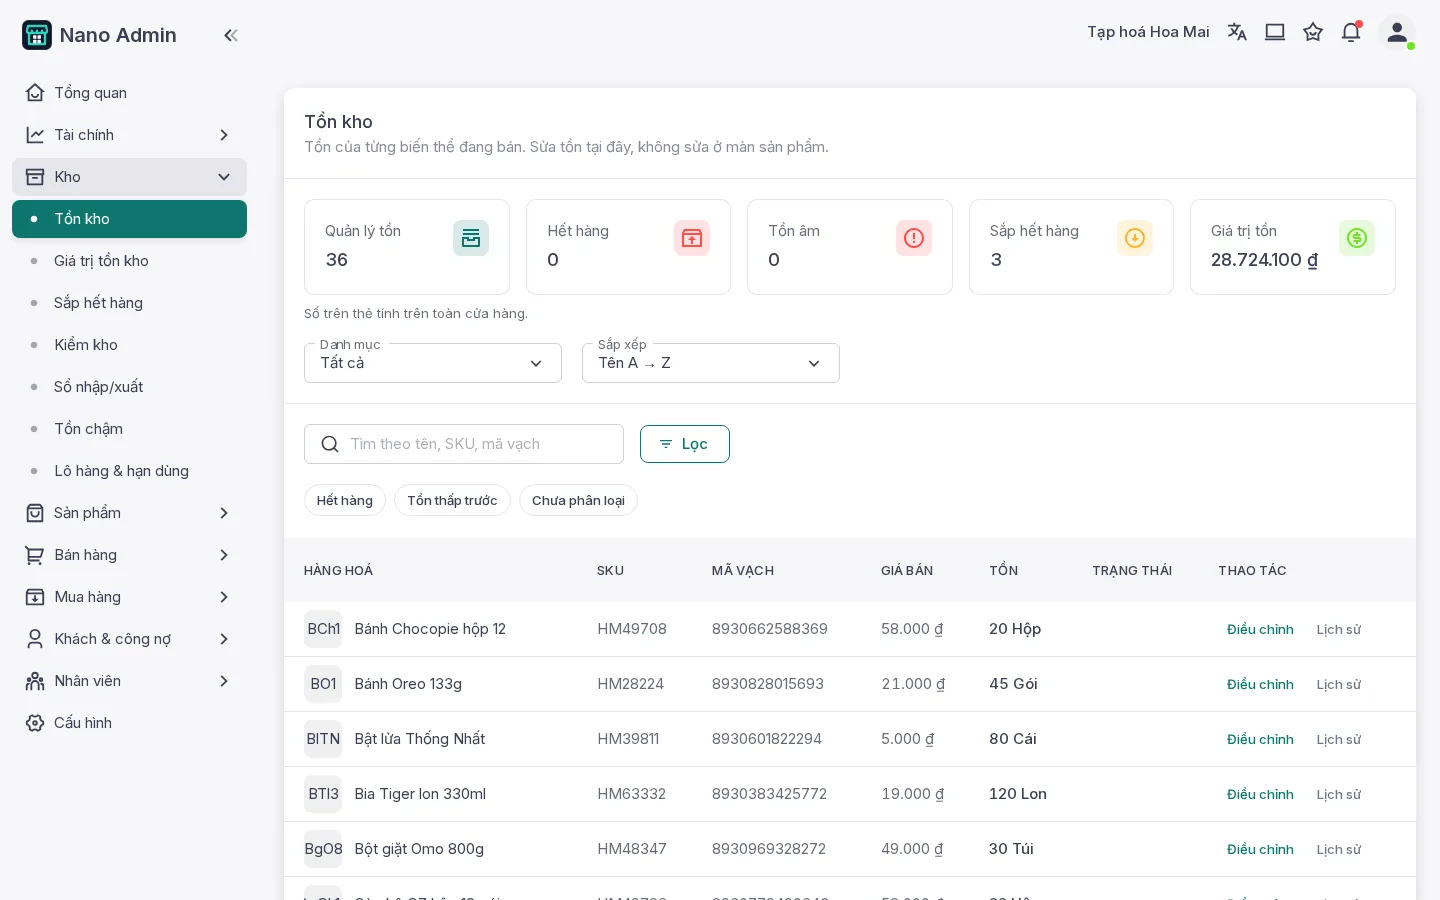 Nano Admin
Tạp hoá Hoa Mai
Tổng quan
Tài chính
Kho
Tồn kho
Giá trị tồn kho
Sắp hết hàng
Kiểm kho
Sổ nhập/xuất
Tồn chậm
Lô hàng & hạn dùng
Sản phẩm
Bán hàng
Mua hàng
Khách & công nợ
Nhân viên
Cấu hình
Tồn kho
Tồn của từng biến thể đang bán. Sửa tồn tại đây, không sửa ở màn sản phẩm.
Quản lý tồn
36
Hết hàng
0
Tồn âm
0
Sắp hết hàng
3
Giá trị tồn
28.724.100 ₫
Số trên thẻ tính trên toàn cửa hàng.
Danh mục
Tất cả
Sắp xếp
Tên A → Z
Tìm theo tên, SKU, mã vạch
Lọc
Hết hàng
Tồn thấp trước
Chưa phân loại
HÀNG HOÁ SKU MÃ VẠCH GIÁ BÁN TỒN TRẠNG THÁI THAO TÁC
BCh1 Bánh Chocopie hộp 12 HM49708 8930662588369 58.000 ₫ 20 Hộp Điều chỉnh Lịch sử
BO1 Bánh Oreo 133g HM28224 8930828015693 21.000 ₫ 45 Gói Điều chỉnh Lịch sử
BlTN Bật lửa Thống Nhất HM39811 8930601822294 5.000 ₫ 80 Cái Điều chỉnh Lịch sử
BTl3 Bia Tiger lon 330ml HM63332 8930383425772 19.000 ₫ 120 Lon Điều chỉnh Lịch sử
BgO8 Bột giặt Omo 800g HM48347 8930969328272 49.000 ₫ 30 Túi Điều chỉnh Lịch sử